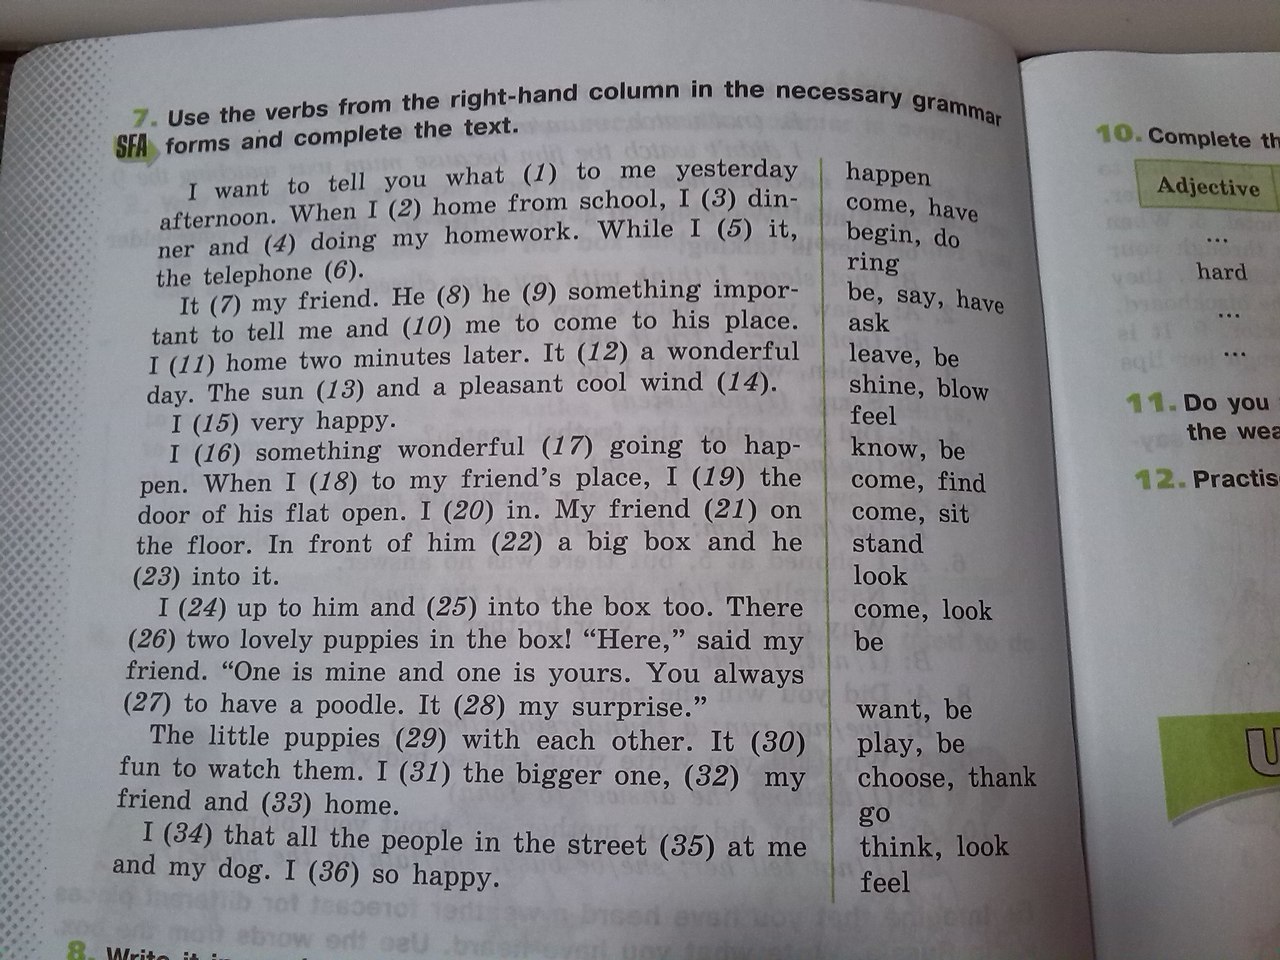 7. Use the verbs from the right-hand column in the necessary grammar
SFA forms and complete the text.
I want to tell you what (1) to me yesterday happen
afternoon. When I (2) home from school, I (3) din- come, have
ner and (4) doing my homework. While I (5) it, begin, do
the telephone (6). ring
It (7) my friend. He (8) he (9) something impor- be, say, have
tant to tell me and (10) me to come to his place. ask
I (11) home two minutes later. It (12) a wonderful leave, be
day. The sun (13) and a pleasant cool wind (14). shine, blow
I (15) very happy. feel
I (16) something wonderful (17) going to hap- know, be
pen. When I (18) to my friend's place, I (19) the come, find
door of his flat open. I (20) in. My friend (21) on come, sit
the floor. In front of him (22) a big box and he stand
(23) into it. look
I (24) up to him and (25) into the box too. There come, look
(26) two lovely puppies in the box! “Here,” said my be
friend. “One is mine and one is yours. You always
(27) to have a poodle. It (28) my surprise.” want, be
The little puppies (29) with each other. It (30) play, be
fun to watch them. I (31) the bigger one, (32) my choose, thank
friend and (33) home. go
I (34) that all the people in the street (35) at me think, look
and my dog. I (36) so happy. feel
8. Write it in
10. Complete th
Adjective
...
hard
...
...
11. Do you
the wea
12. Practis
U